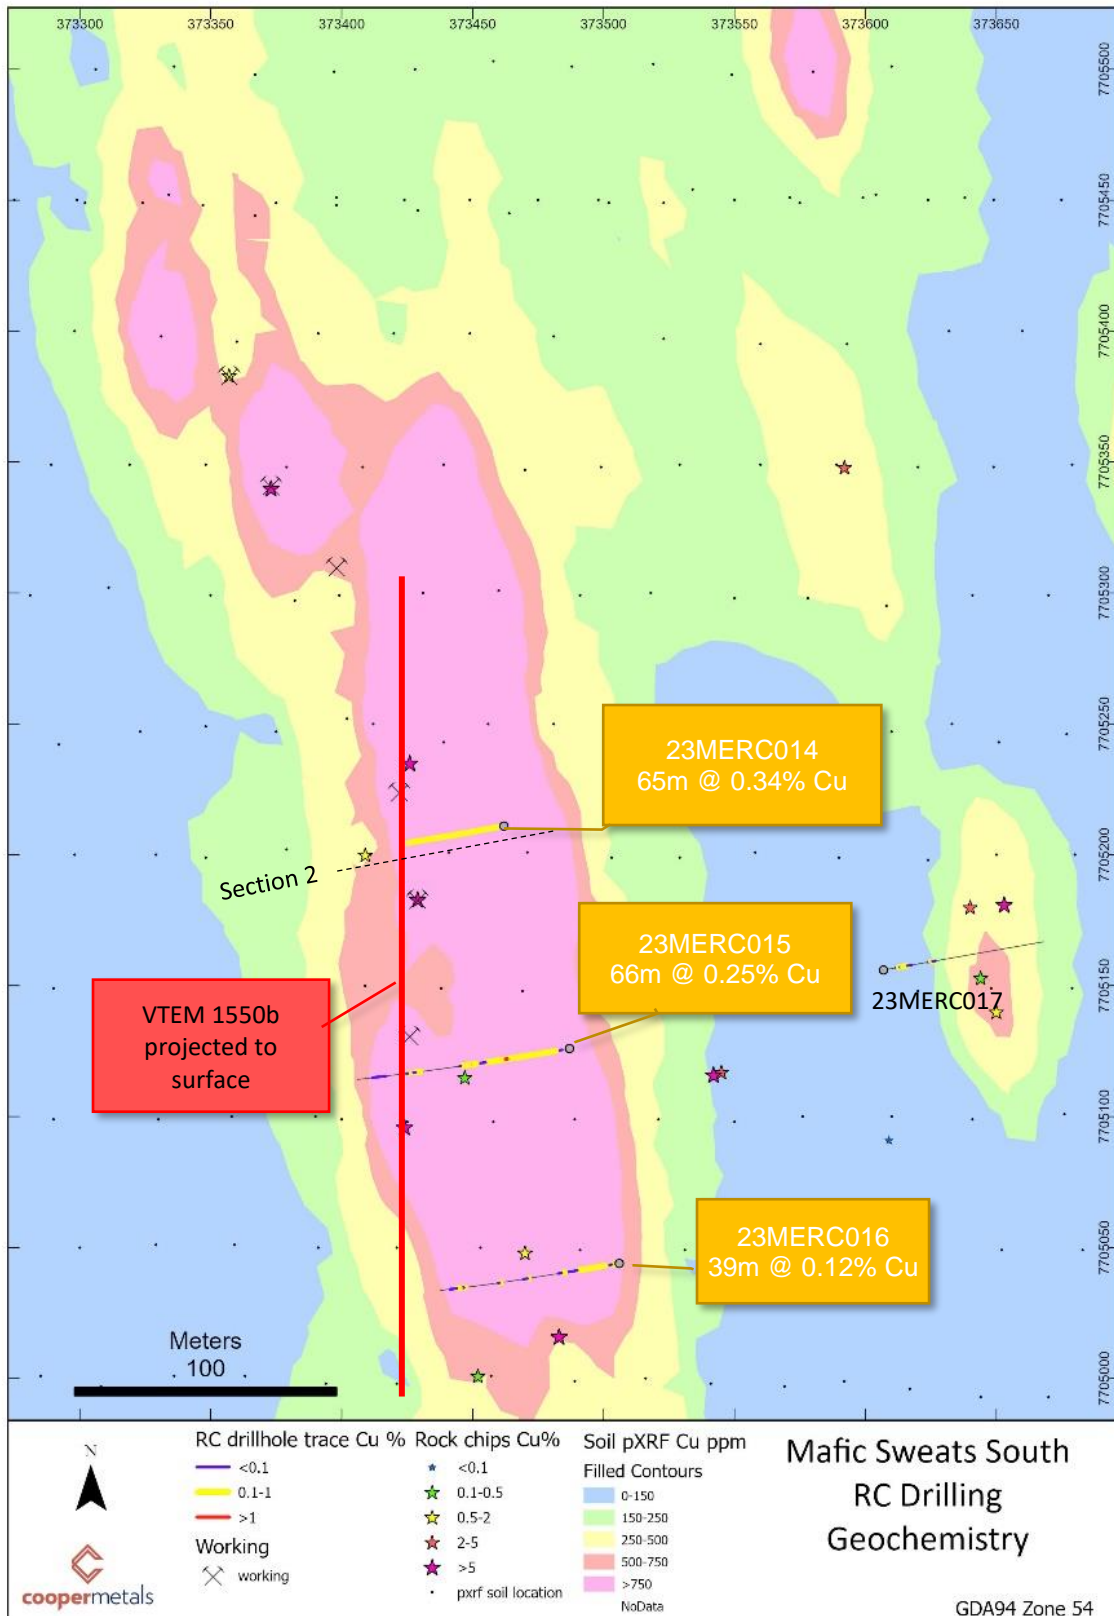 373300 373350 373400 373450 373500 373550 373600 373650
7705500
7705450
7705400
7705350
7705300
7705250
7705200
7705150
7705100
7705050
7705000
23MERC014
65m @ 0.34% Cu
Section 2
23MERC015
66m @ 0.25% Cu
23MERC017
VTEM 1550b
projected to
surface
23MERC016
39m @ 0.12% Cu
Meters
100
N
coopermetals
RC drillhole trace Cu %
<0.1
0.1-1
>1
Working
working
Rock chips Cu%
<0.1
0.1-0.5
0.5-2
2-5
>5
pxrf soil location
Soil pXRF Cu ppm
Filled Contours
0-150
150-250
250-500
500-750
>750
NoData
Mafic Sweats South
RC Drilling
Geochemistry
GDA94 Zone 54